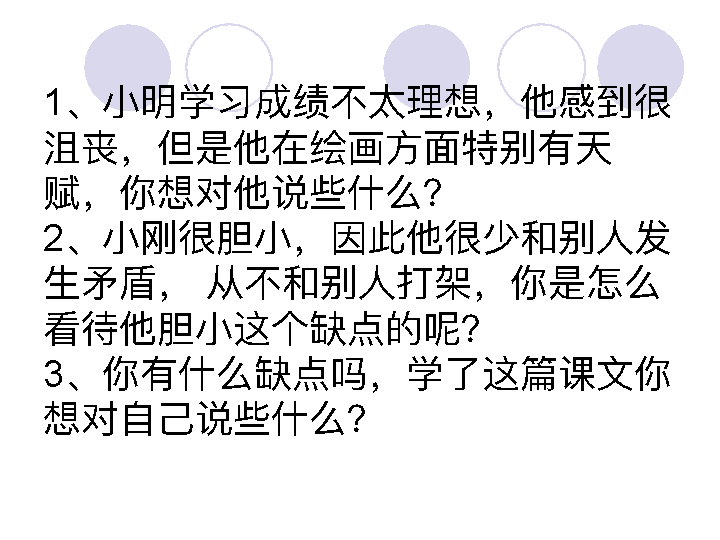 1、小明学习成绩不太理想，他感到很
沮丧，但是他在绘画方面特别有天
赋，你想对他说些什么？
2、小刚很胆小，因此他很少和别人发
生矛盾， 从不和别人打架，你是怎么
看待他胆小这个缺点的呢？
3、你有什么缺点吗，学了这篇课文你
想对自己说些什么？